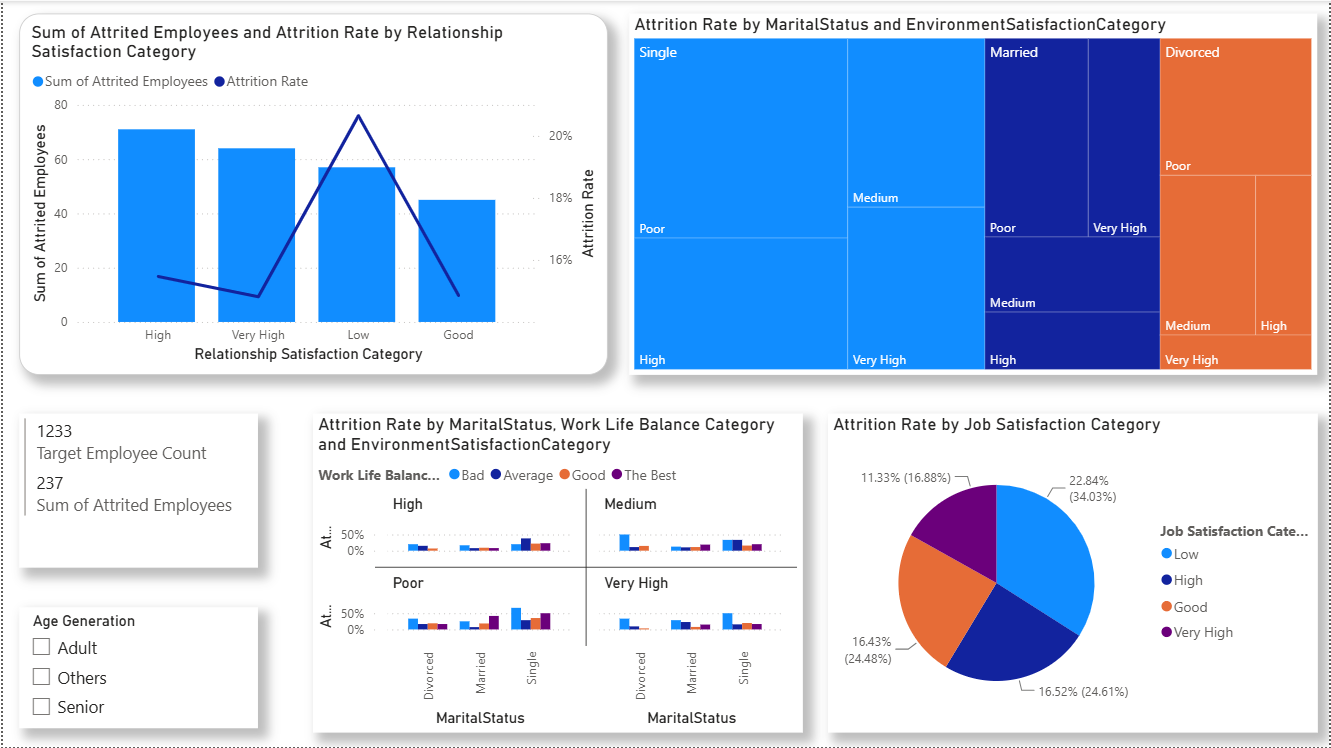 Sum of Attrited Employees and Attrition Rate by Relationship
Satisfaction Category
Sum of Attrited Employees Attrition Rate
Sum of Attrited Employees
80
60
40
20
0
20%
18%
16%
Attrition Rate
High Very High Low Good
Relationship Satisfaction Category
Attrition Rate by MaritalStatus and EnvironmentSatisfactionCategory
Single
Poor
High
Medium
Very High
Married
Poor
Very High
Medium
High
Divorced
Poor
Medium
High
Very High
1233
Target Employee Count
237
Sum of Attrited Employees
Age Generation
Adult
Others
Senior
Attrition Rate by MaritalStatus, Work Life Balance Category
and EnvironmentSatisfactionCategory
Work Life Balanc... Bad Average Good The Best
High Medium
At...
50%
0%
Poor Very High
At...
50%
0%
Divorced Married Single Divorced Married Single
MaritalStatus MaritalStatus
Attrition Rate by Job Satisfaction Category
11.33% (16.88%)
22.84%
(34.03%)
16.43%
(24.48%)
16.52% (24.61%)
Job Satisfaction Cate...
Low
High
Good
Very High